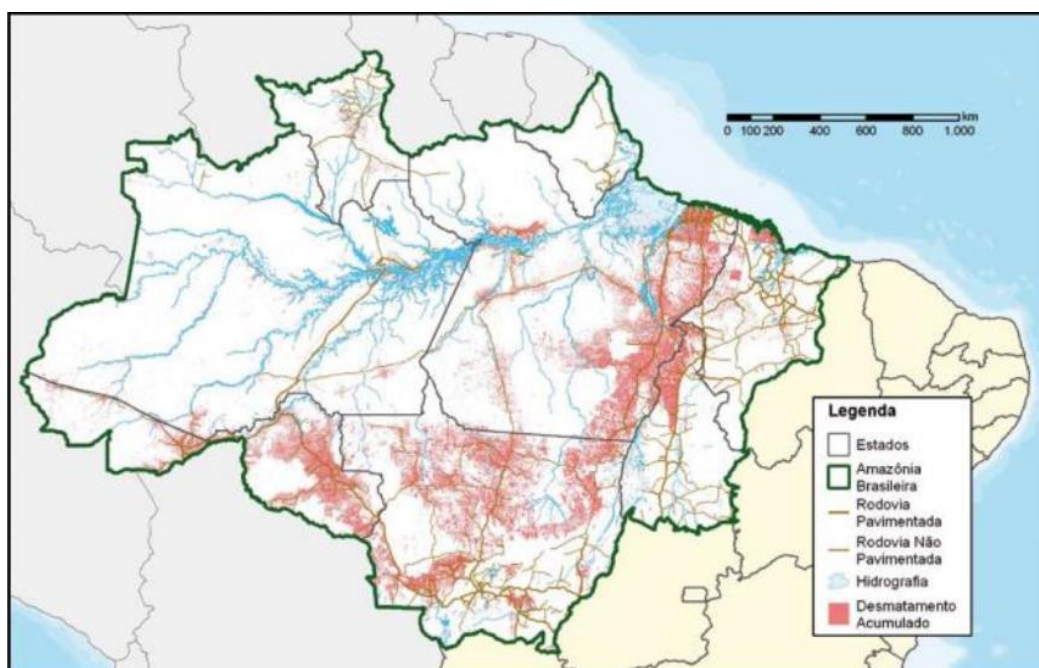 km
0 100 200 400 600 800 1.000
Legenda
Estados
Amazônia
Brasileira
Rodovia
Pavimentada
Rodovia Não
Pavimentada
Hidrografia
Desmatamento
Acumulado